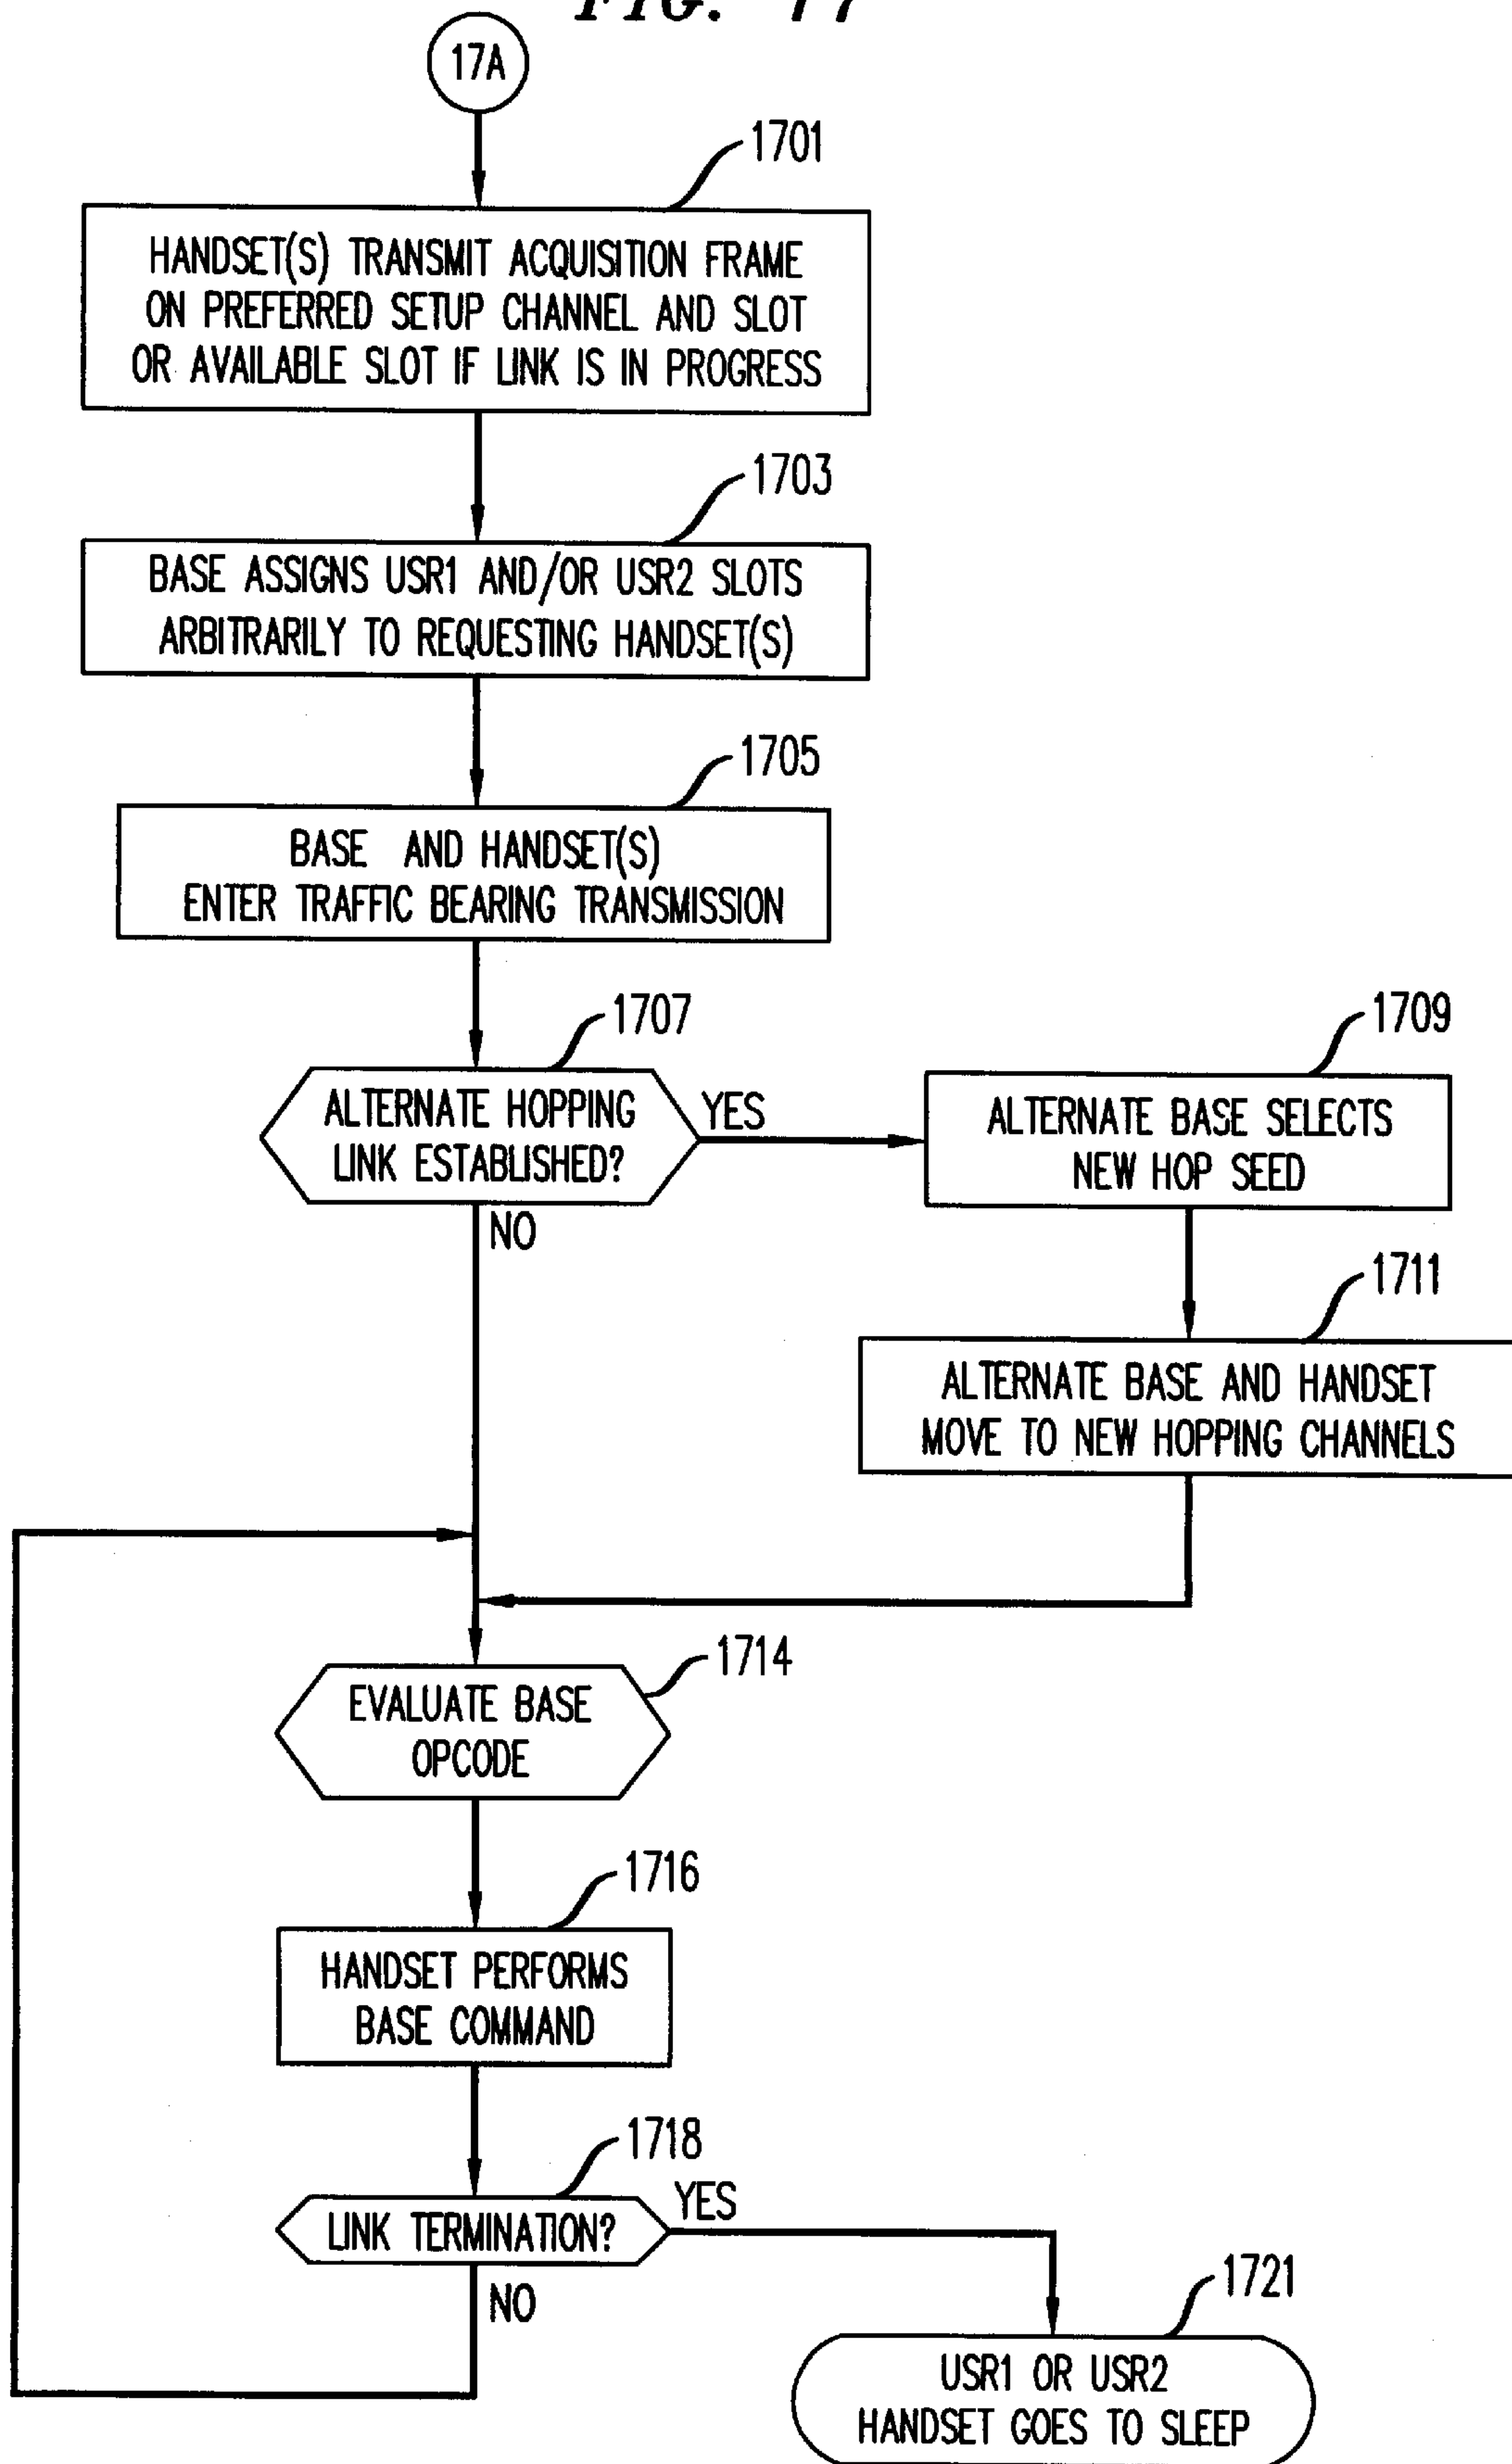 FIG. 17
17A
1701
HANDSET(S) TRANSMIT ACQUISITION FRAME
ON PREFERRED SETUP CHANNEL AND SLOT
OR AVAILABLE SLOT IF LINK IS IN PROGRESS
1703
BASE ASSIGNS USR1 AND/OR USR2 SLOTS
ARBITRARILY TO REQUESTING HANDSET(S)
1705
BASE AND HANDSET(S)
ENTER TRAFFIC BEARING TRANSMISSION
1707
ALTERNATE HOPPING
LINK ESTABLISHED?
YES
NO
1709
ALTERNATE BASE SELECTS
NEW HOP SEED
1711
ALTERNATE BASE AND HANDSET
MOVE TO NEW HOPPING CHANNELS
1714
EVALUATE BASE
OPCODE
1716
HANDSET PERFORMS
BASE COMMAND
1718
LINK TERMINATION?
YES
NO
1721
USR1 OR USR2
HANDSET GOES TO SLEEP